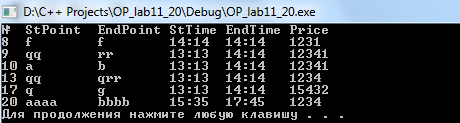 D:\C++ Projects\OP_lab11_20\Debug\OP_lab11_20.exe
№ StPoint EndPoint StTime EndTime Price
8 f f 14:14 14:14 1231
9 qq rr 13:13 14:14 12341
10 a b 13:13 14:14 12341
13 qq qrr 13:13 14:14 1234
17 q g 13:13 14:14 15432
20 aaaa bbbb 15:35 17:45 1234
Для продолжения нажмите любую клавишу . . .